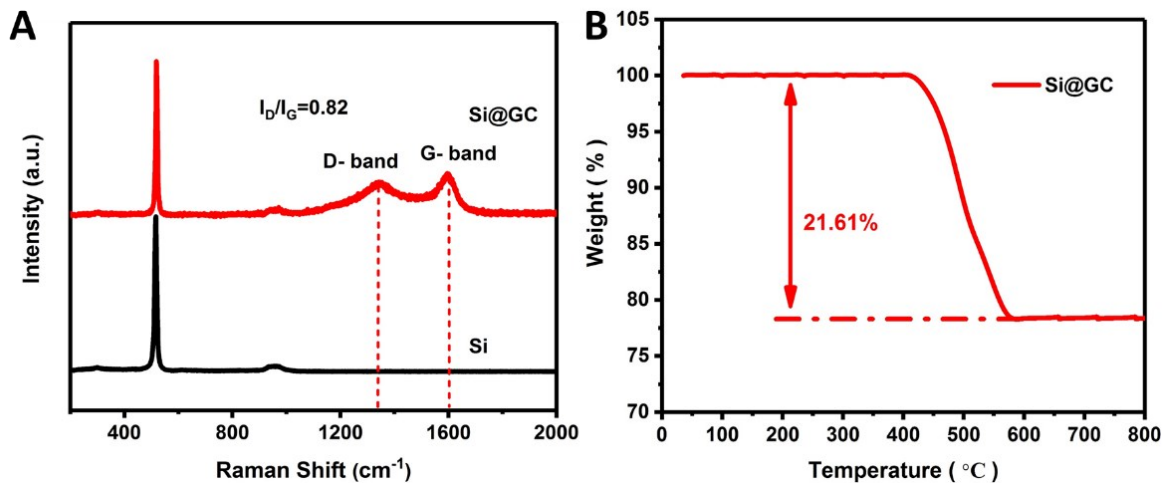 A
I_D/I_G=0.82
Si@GC
D- band
G- band
Si
Intensity (a.u.)
400
800
1200
1600
2000
Raman Shift (cm⁻¹)
B
Si@GC
21.61%
Weight ( % )
100
95
90
85
80
75
70
0
100
200
300
400
500
600
700
800
Temperature ( °C )